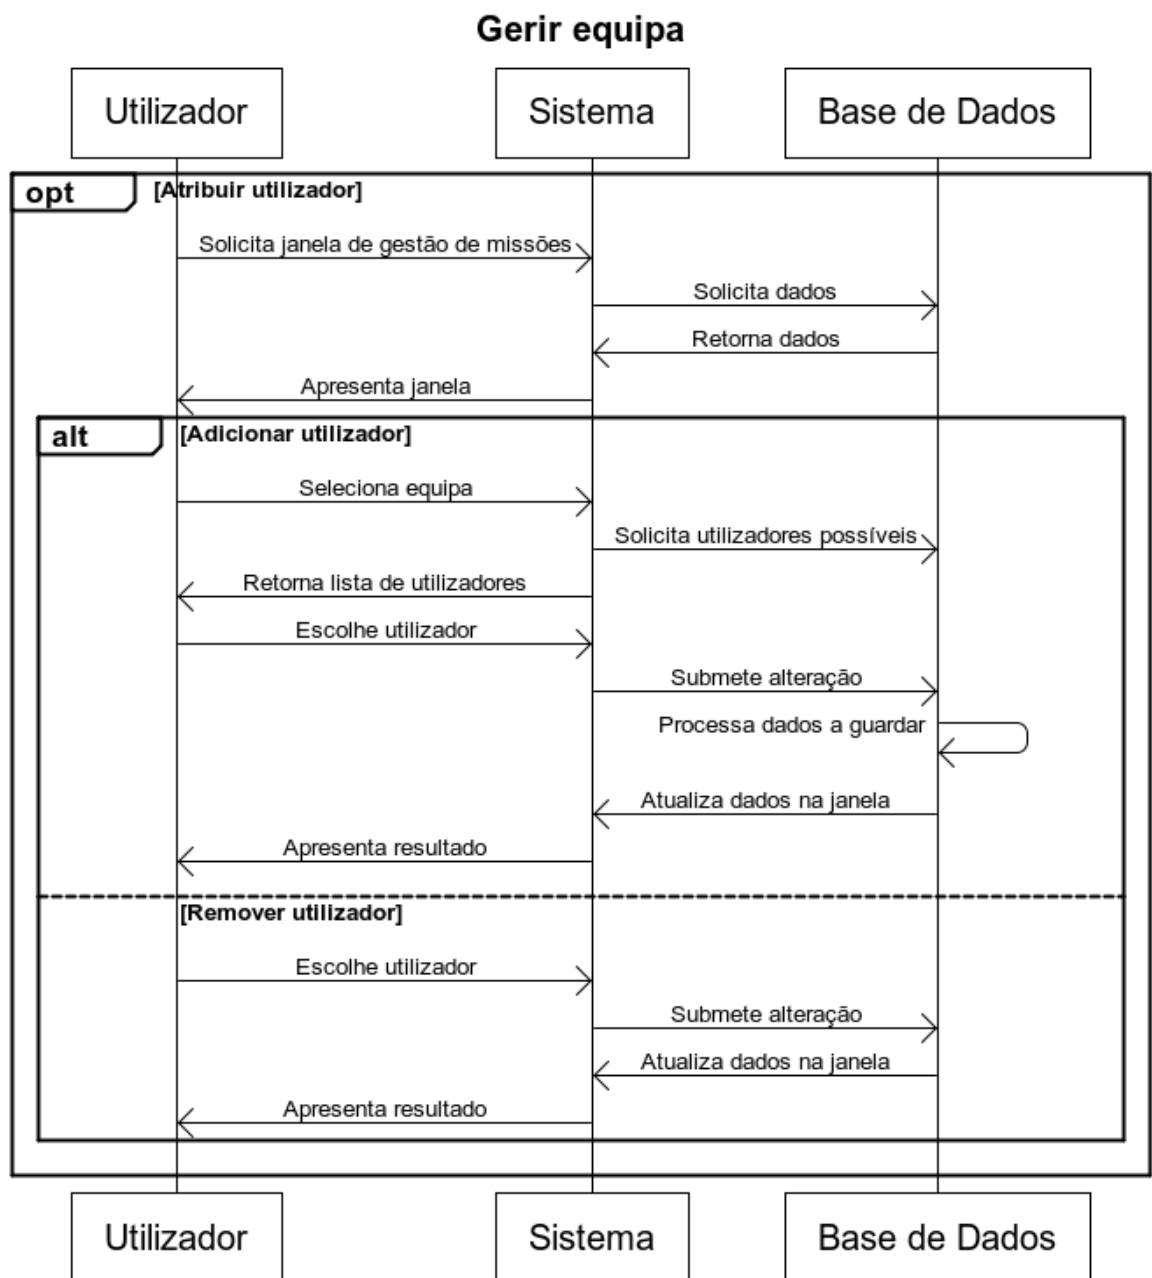 Gerir equipa
Utilizador
Sistema
Base de Dados
opt
[Atribuir utilizador]
Solicita janela de gestão de missões
Solicita dados
Retorna dados
Apresenta janela
alt
[Adicionar utilizador]
Seleciona equipa
Solicita utilizadores possíveis
Retorna lista de utilizadores
Escolhe utilizador
Submete alteração
Processa dados a guardar
Atualiza dados na janela
Apresenta resultado
[Remover utilizador]
Escolhe utilizador
Submete alteração
Atualiza dados na janela
Apresenta resultado
Utilizador
Sistema
Base de Dados